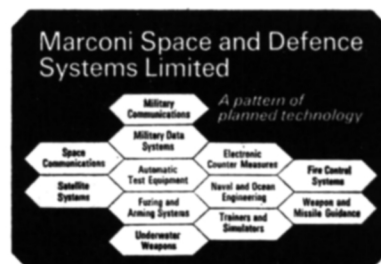 Marconi Space and Defence
Systems Limited
Military
Communications
A pattern of
planned technology
Military Data
Systems
Space
Communications
Electronic
Counter Measures
Automatic
Test Equipment
Fire Control
Systems
Satellite
Systems
Naval and Ocean
Engineering
Fuzing and
Arming Systems
Weapon and
Missile Guidance
Trainers and
Simulators
Underwater
Weapons